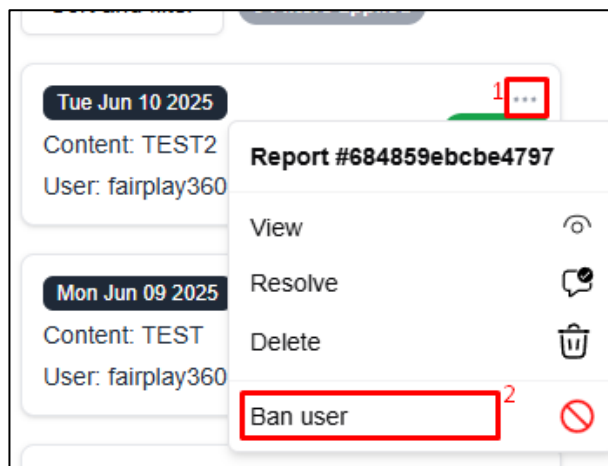 Tue Jun 10 2025
1
Content: TEST2
User: fairplay360
Report #684859ebcbe4797
View
Resolve
Delete
Ban user
2
Mon Jun 09 2025
Content: TEST
User: fairplay360